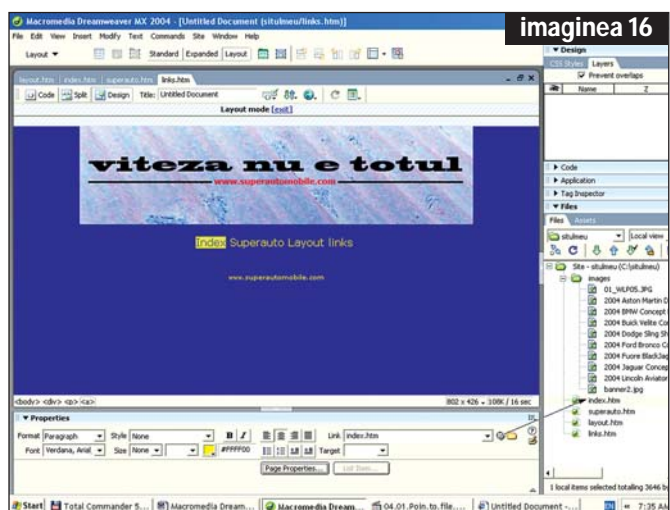 Macromedia Dreamweaver MX 2004 - [Untitled Document (situlmeu/links.htm)]
imaginea 16
File Edit View Insert Modify Text Commands Site Window Help
Layout Standard Expanded Layout
Design
CSS Styles Layers
Prevent overlaps
Name Z
layout.htm index.htm superauto.htm links.htm
Code Split Design Title: Untitled Document
Layout mode [exit]
viteza nu e totul
www.superautomobile.com
Index Superauto Layout links
www.superautomobile.com
Code
Application
Tag Inspector
Files
Files Assets
situlmeu Local view
Site - situlmeu (C:\situlmeu)
images
01_WLP05.JPG
2004 Aston Martin D
2004 BMW Concept
2004 Buick Velite Co
2004 Dodge Sling Sh
2004 Ford Bronco C
2004 Fuore BlackJag
2004 Jaguar Concep
2004 Lincoln Aviator
banner2.jpg
index.htm
superauto.htm
layout.htm
links.htm
<body> <div> <p> <a> 802 x 426 108K / 16 sec
Properties
Format Paragraph Style None B I Link index.htm
Font Verdana, Arial Size None #FFFF00 Target
Page Properties... List Item...
1 local items selected totalling 3646 b
Start Total Commander 5... Macromedia Dream... Macromedia Dream... 04.01.Poin.to.file.... Untitled Document -... 7:35 AM